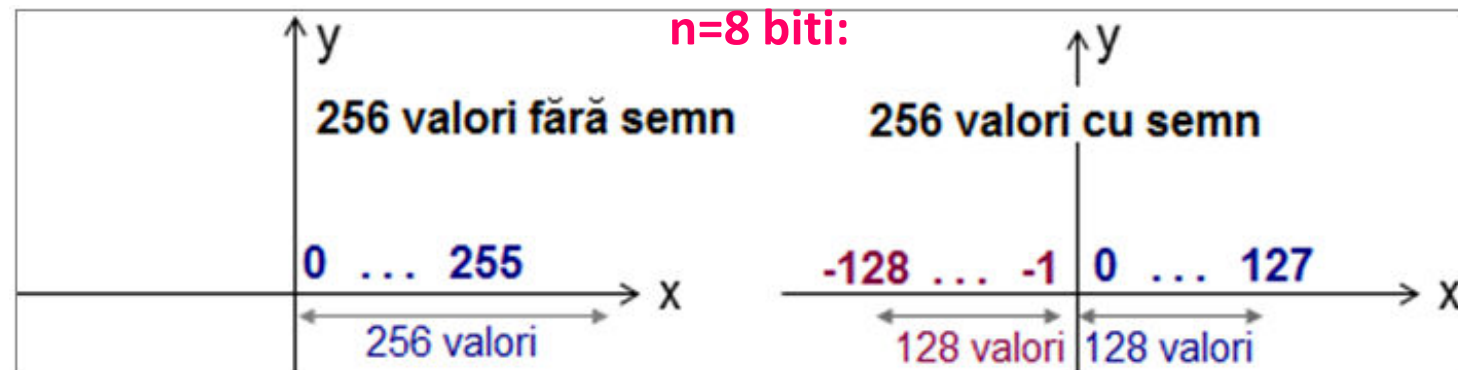 n=8 biti:
y
256 valori fără semn
0 ... 255
x
256 valori
y
256 valori cu semn
-128 ... -1 0 ... 127
x
128 valori 128 valori